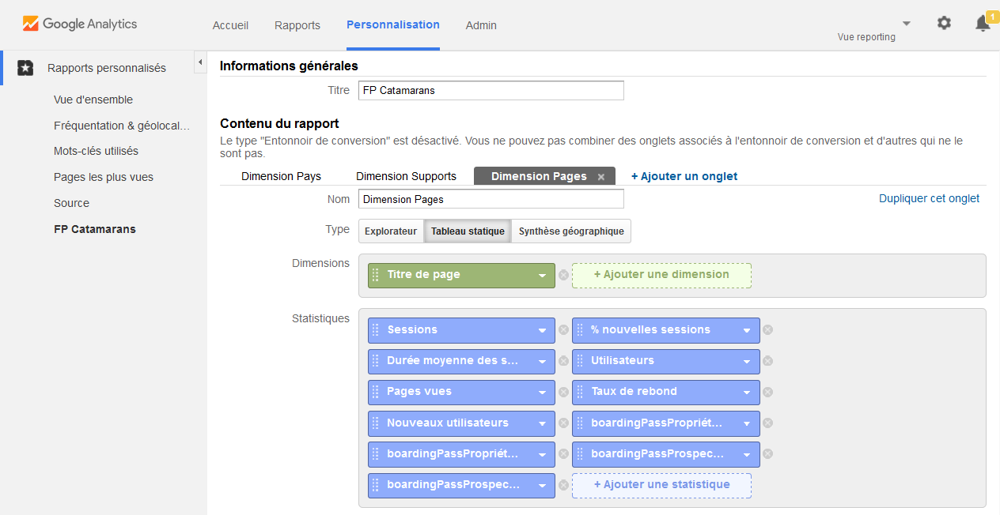 Google Analytics
Accueil Rapports Personnalisation Admin
Vue reporting
1
Rapports personnalisés
Vue d'ensemble
Fréquentation & géolocal...
Mots-clés utilisés
Pages les plus vues
Source
FP Catamarans
Informations générales
Titre FP Catamarans
Contenu du rapport
Le type "Entonnoir de conversion" est désactivé. Vous ne pouvez pas combiner des onglets associés à l'entonnoir de conversion et d'autres qui ne le
sont pas.
Dimension Pays Dimension Supports Dimension Pages × + Ajouter un onglet
Nom Dimension Pages Dupliquer cet onglet
Type Explorateur Tableau statique Synthèse géographique
Dimensions Titre de page + Ajouter une dimension
Statistiques Sessions % nouvelles sessions
Durée moyenne des s... Utilisateurs
Pages vues Taux de rebond
Nouveaux utilisateurs boardingPassPropriét...
boardingPassPropriét... boardingPassProspec...
boardingPassProspec... + Ajouter une statistique